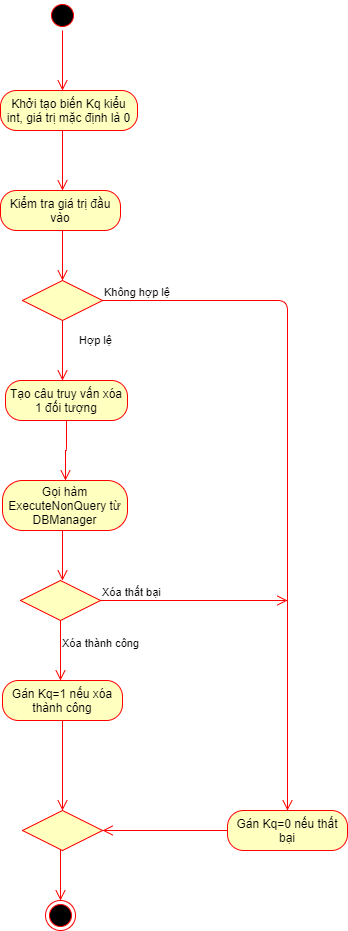 Khởi tạo biến Kq kiểu
int, giá trị mặc định là 0
Kiểm tra giá trị đầu
vào
Không hợp lệ
Hợp lệ
Tạo câu truy vấn xóa
1 đối tượng
Gọi hàm
ExecuteNonQuery từ
DBManager
Xóa thất bại
Xóa thành công
Gán Kq=1 nếu xóa
thành công
Gán Kq=0 nếu thất
bại